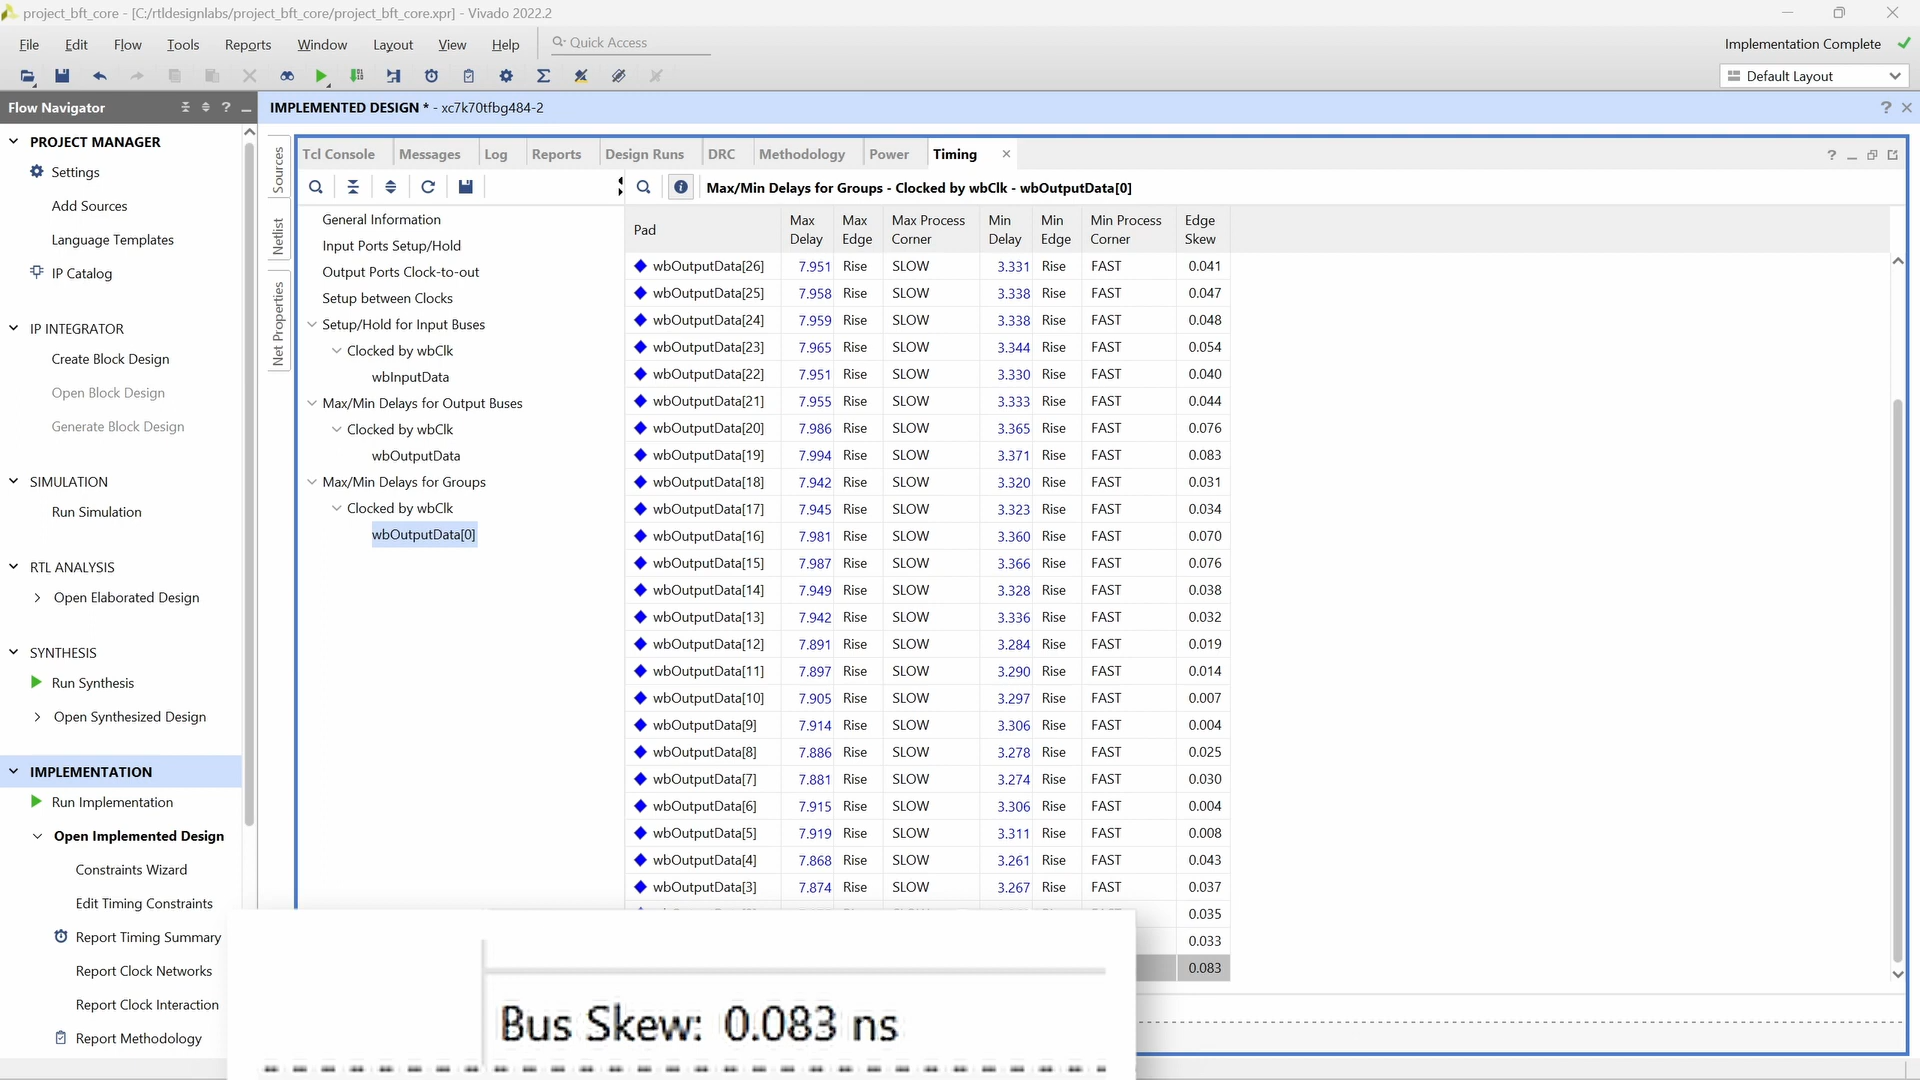 project_bft_core - [C:/rtldesignlabs/project_bft_core/project_bft_core.xpr] - Vivado 2022.2
File Edit Flow Tools Reports Window Layout View Help Quick Access
Implementation Complete
Default Layout
Flow Navigator
IMPLEMENTED DESIGN * - xc7k70tfbg484-2
PROJECT MANAGER
Settings
Add Sources
Language Templates
IP Catalog
IP INTEGRATOR
Create Block Design
Open Block Design
Generate Block Design
SIMULATION
Run Simulation
RTL ANALYSIS
Open Elaborated Design
SYNTHESIS
Run Synthesis
Open Synthesized Design
IMPLEMENTATION
Run Implementation
Open Implemented Design
Constraints Wizard
Edit Timing Constraints
Report Timing Summary
Report Clock Networks
Report Clock Interaction
Report Methodology
Sources
Netlist
Net Properties
Tcl Console Messages Log Reports Design Runs DRC Methodology Power Timing
General Information
Input Ports Setup/Hold
Output Ports Clock-to-out
Setup between Clocks
Setup/Hold for Input Buses
Clocked by wbClk
wbInputData
Max/Min Delays for Output Buses
Clocked by wbClk
wbOutputData
Max/Min Delays for Groups
Clocked by wbClk
wbOutputData[0]
Max/Min Delays for Groups - Clocked by wbClk - wbOutputData[0]
Pad Max Delay Max Edge Max Process Corner Min Delay Min Edge Min Process Corner Edge Skew
wbOutputData[26] 7.951 Rise SLOW 3.331 Rise FAST 0.041
wbOutputData[25] 7.958 Rise SLOW 3.338 Rise FAST 0.047
wbOutputData[24] 7.959 Rise SLOW 3.338 Rise FAST 0.048
wbOutputData[23] 7.965 Rise SLOW 3.344 Rise FAST 0.054
wbOutputData[22] 7.951 Rise SLOW 3.330 Rise FAST 0.040
wbOutputData[21] 7.955 Rise SLOW 3.333 Rise FAST 0.044
wbOutputData[20] 7.986 Rise SLOW 3.365 Rise FAST 0.076
wbOutputData[19] 7.994 Rise SLOW 3.371 Rise FAST 0.083
wbOutputData[18] 7.942 Rise SLOW 3.320 Rise FAST 0.031
wbOutputData[17] 7.945 Rise SLOW 3.323 Rise FAST 0.034
wbOutputData[16] 7.981 Rise SLOW 3.360 Rise FAST 0.070
wbOutputData[15] 7.987 Rise SLOW 3.366 Rise FAST 0.076
wbOutputData[14] 7.949 Rise SLOW 3.328 Rise FAST 0.038
wbOutputData[13] 7.942 Rise SLOW 3.336 Rise FAST 0.032
wbOutputData[12] 7.891 Rise SLOW 3.284 Rise FAST 0.019
wbOutputData[11] 7.897 Rise SLOW 3.290 Rise FAST 0.014
wbOutputData[10] 7.905 Rise SLOW 3.297 Rise FAST 0.007
wbOutputData[9] 7.914 Rise SLOW 3.306 Rise FAST 0.004
wbOutputData[8] 7.886 Rise SLOW 3.278 Rise FAST 0.025
wbOutputData[7] 7.881 Rise SLOW 3.274 Rise FAST 0.030
wbOutputData[6] 7.915 Rise SLOW 3.306 Rise FAST 0.004
wbOutputData[5] 7.919 Rise SLOW 3.311 Rise FAST 0.008
wbOutputData[4] 7.868 Rise SLOW 3.261 Rise FAST 0.043
wbOutputData[3] 7.874 Rise SLOW 3.267 Rise FAST 0.037
0.035
0.033
0.083
Bus Skew: 0.083 ns